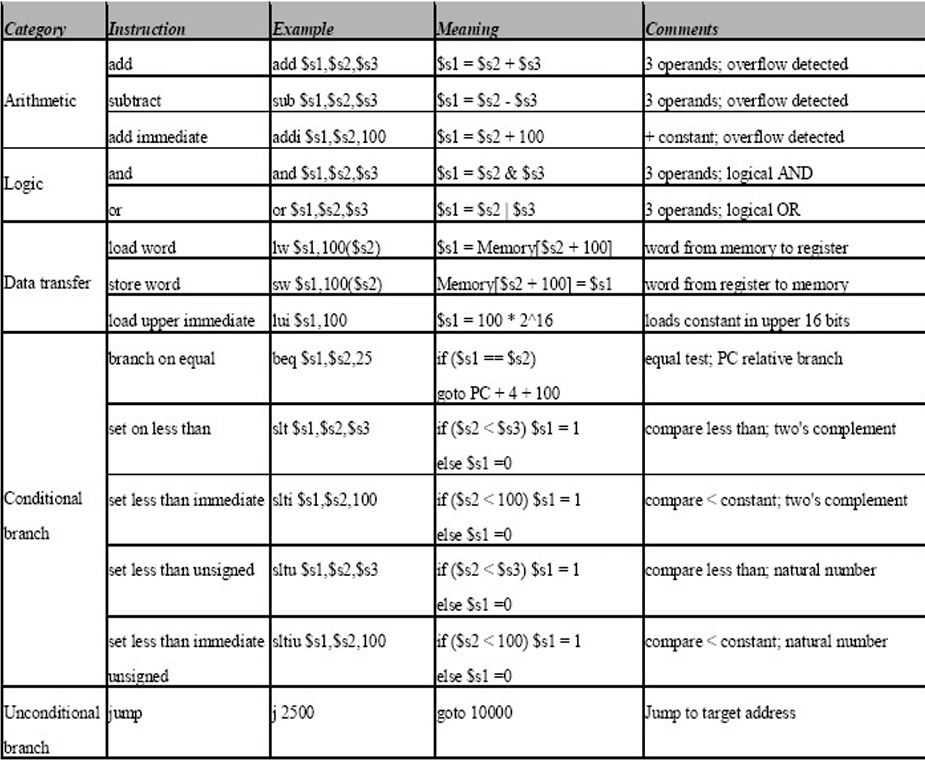 Category Instruction Example Meaning Comments
add add $s1,$s2,$s3 $s1 = $s2 + $s3 3 operands; overflow detected
Arithmetic subtract sub $s1,$s2,$s3 $s1 = $s2 - $s3 3 operands; overflow detected
add immediate addi $s1,$s2,100 $s1 = $s2 + 100 + constant; overflow detected
Logic and and $s1,$s2,$s3 $s1 = $s2 & $s3 3 operands; logical AND
or or $s1,$s2,$s3 $s1 = $s2 | $s3 3 operands; logical OR
load word lw $s1,100($s2) $s1 = Memory[$s2 + 100] word from memory to register
Data transfer store word sw $s1,100($s2) Memory[$s2 + 100] = $s1 word from register to memory
load upper immediate lui $s1,100 $s1 = 100 * 2^16 loads constant in upper 16 bits
branch on equal beq $s1,$s2,25 if ($s1 == $s2) equal test; PC relative branch
goto PC + 4 + 100
set on less than slt $s1,$s2,$s3 if ($s2 < $s3) $s1 = 1 compare less than; two's complement
else $s1 =0
Conditional set less than immediate slti $s1,$s2,100 if ($s2 < 100) $s1 = 1 compare < constant; two's complement
branch else $s1 =0
set less than unsigned sltu $s1,$s2,$s3 if ($s2 < $s3) $s1 = 1 compare less than; natural number
else $s1 =0
set less than immediate sltiu $s1,$s2,100 if ($s2 < 100) $s1 = 1 compare < constant; natural number
unsigned else $s1 =0
Unconditional jump j 2500 goto 10000 Jump to target address
branch